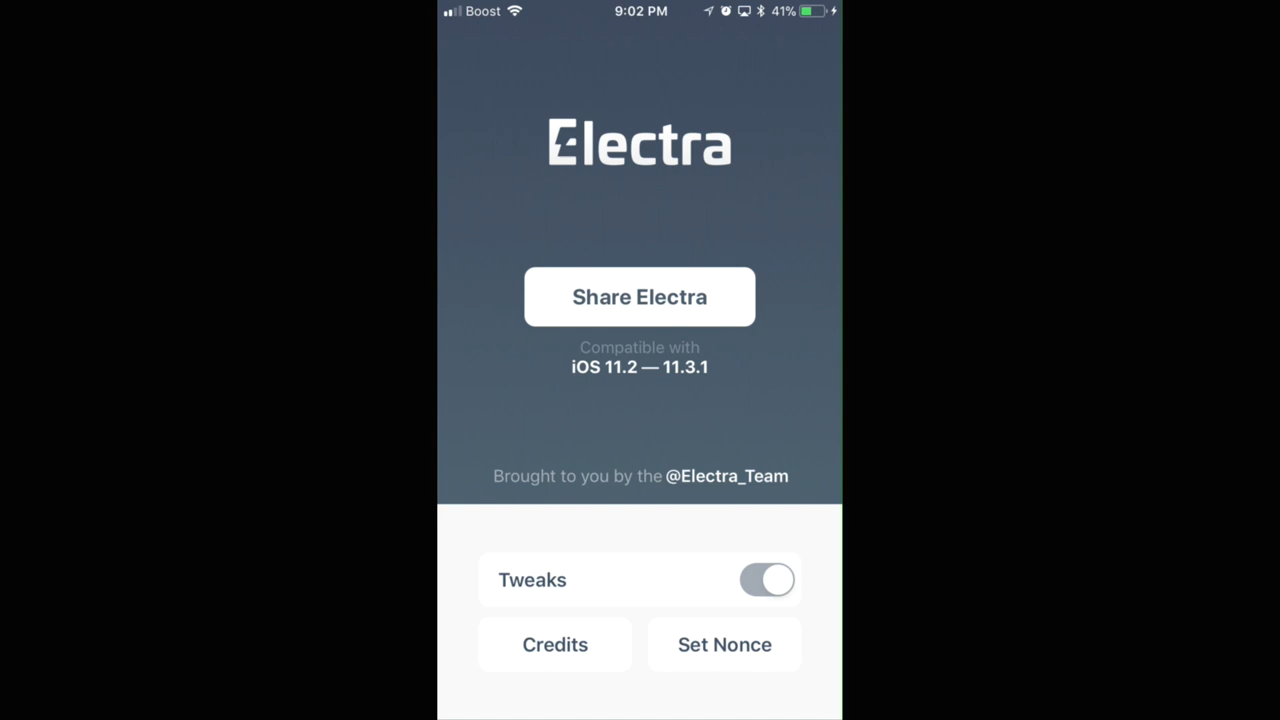 Boost 9:02 PM 41%
Electra
Share Electra
Compatible with
iOS 11.2 — 11.3.1
Brought to you by the @Electra_Team
Tweaks
Credits Set Nonce